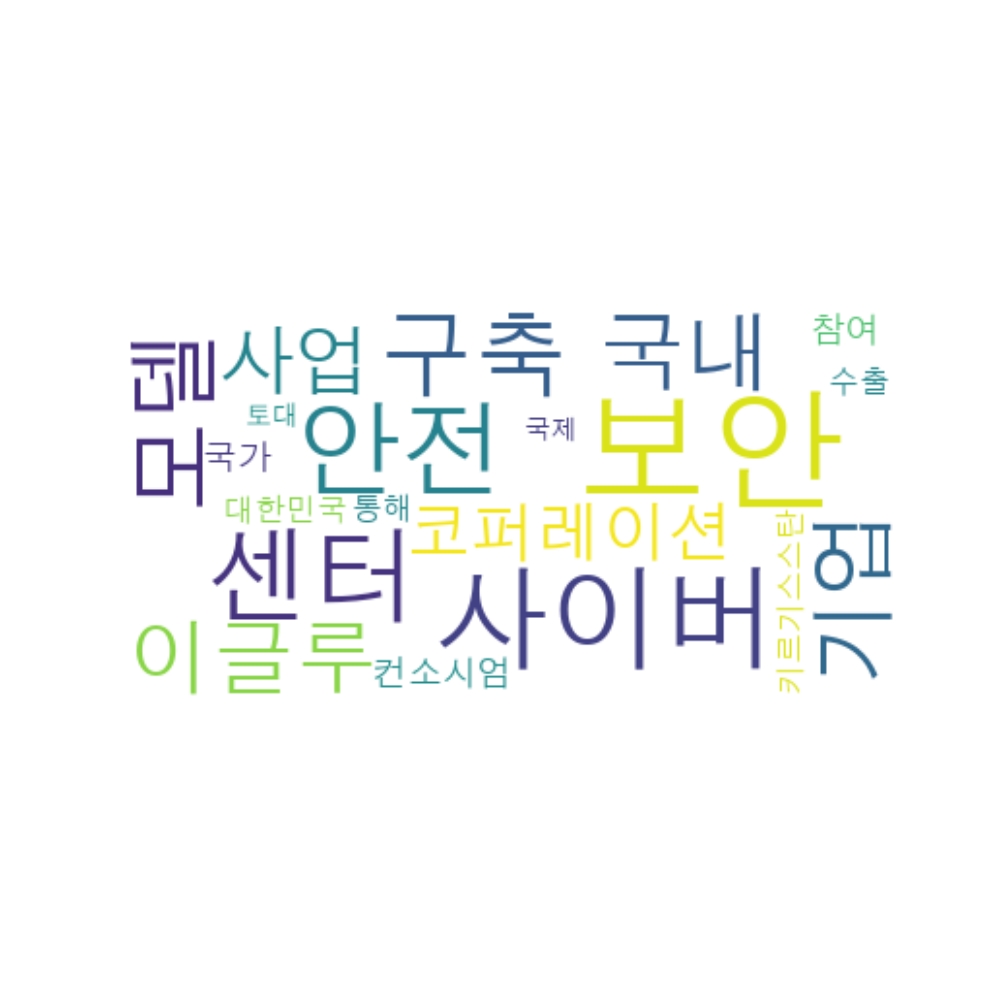 모델
사업
구축
국내
참여
수출
토대
안전
국제
보안
국가
대한민국
통해
코퍼레이션
센터
사이버
키르기스스탄
기업
이글루
컨소시엄